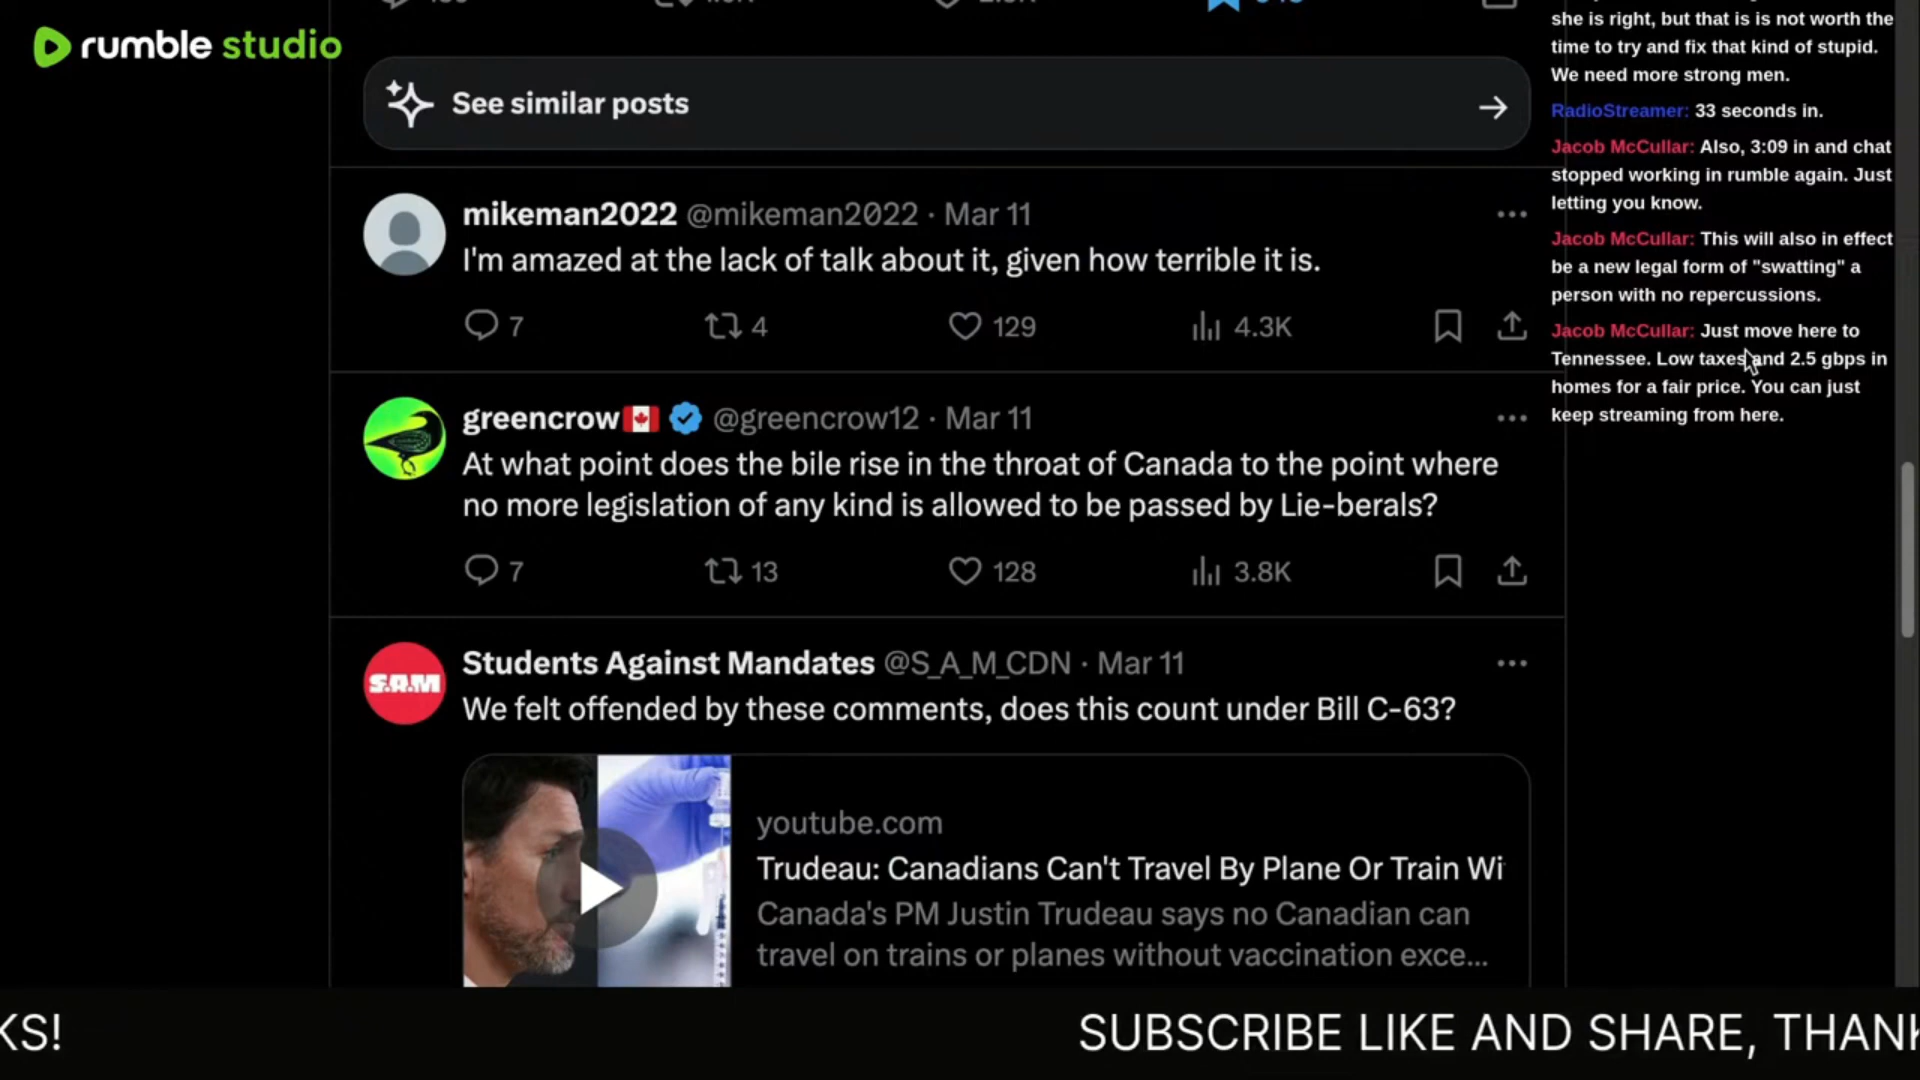 rumble studio
See similar posts
mikeman2022 @mikeman2022 · Mar 11
I'm amazed at the lack of talk about it, given how terrible it is.
7 4 129 4.3K
greencrow @greencrow12 · Mar 11
At what point does the bile rise in the throat of Canada to the point where
no more legislation of any kind is allowed to be passed by Lie-berals?
7 13 128 3.8K
S.A.M
Students Against Mandates @S_A_M_CDN · Mar 11
We felt offended by these comments, does this count under Bill C-63?
youtube.com
Trudeau: Canadians Can't Travel By Plane Or Train Wi
Canada's PM Justin Trudeau says no Canadian can
travel on trains or planes without vaccination exce...
she is right, but that is is not worth the
time to try and fix that kind of stupid.
We need more strong men.
RadioStreamer: 33 seconds in.
Jacob McCullar: Also, 3:09 in and chat
stopped working in rumble again. Just
letting you know.
Jacob McCullar: This will also in effect
be a new legal form of "swatting" a
person with no repercussions.
Jacob McCullar: Just move here to
Tennessee. Low taxes and 2.5 gbps in
homes for a fair price. You can just
keep streaming from here.
KS! SUBSCRIBE LIKE AND SHARE, THANK